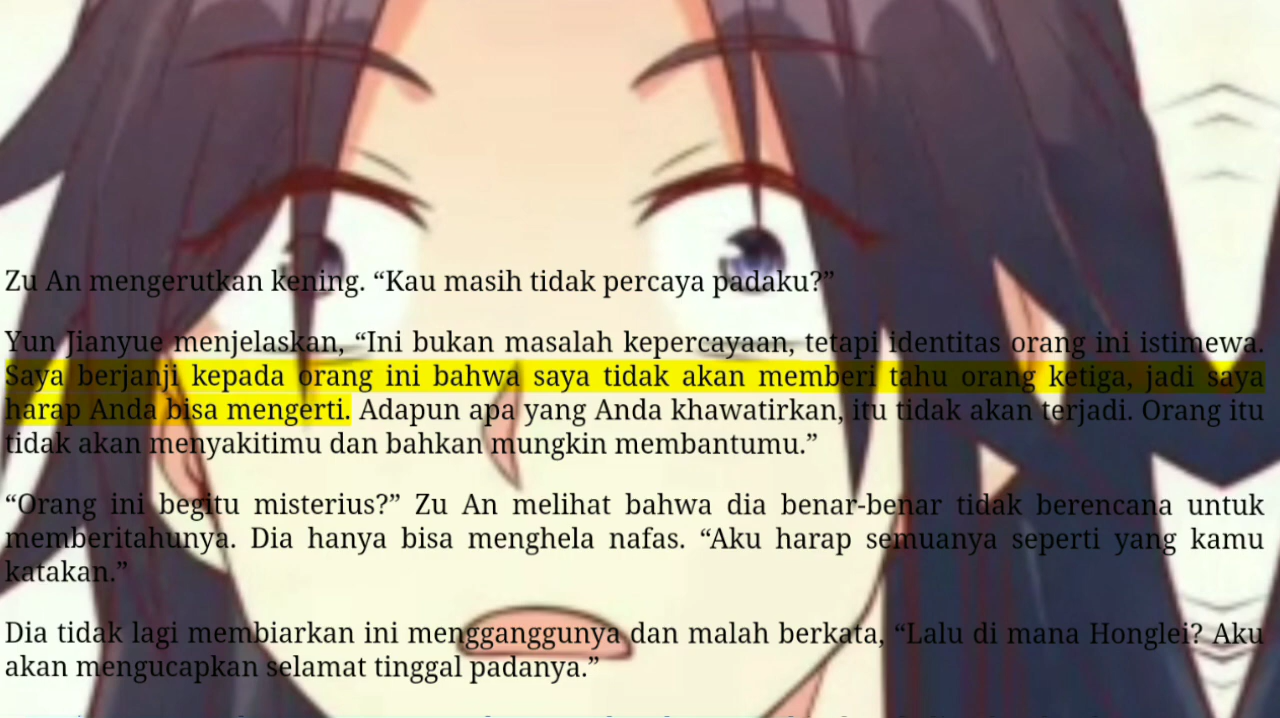 Zu An mengerutkan kening. “Kau masih tidak percaya padaku?”
Yun Jianyue menjelaskan, “Ini bukan masalah kepercayaan, tetapi identitas orang ini istimewa.
Saya berjanji kepada orang ini bahwa saya tidak akan memberi tahu orang ketiga, jadi saya
harap Anda bisa mengerti. Adapun apa yang Anda khawatirkan, itu tidak akan terjadi. Orang itu
tidak akan menyakitimu dan bahkan mungkin membantumu.”
“Orang ini begitu misterius?” Zu An melihat bahwa dia benar-benar tidak berencana untuk
memberitahunya. Dia hanya bisa menghela nafas. “Aku harap semuanya seperti yang kamu
katakan.”
Dia tidak lagi membiarkan ini mengganggunya dan malah berkata, “Lalu di mana Honglei? Aku
akan mengucapkan selamat tinggal padanya.”